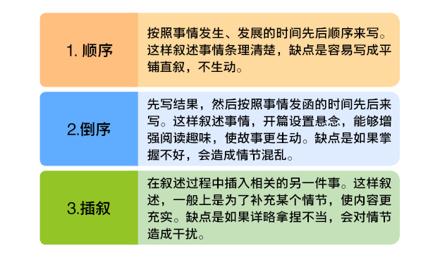 1. 顺序
按照事情发生、发展的时间先后顺序来写。
这样叙述事情条理清楚，缺点是容易写成平
铺直叙，不生动。
2.倒序
先写结果，然后按照事情发函的时间先后来
写。这样叙述事情，开篇设置悬念，能够增
强阅读趣味，使故事更生动。缺点是如果掌
握不好，会造成情节混乱。
3.插叙
在叙述过程中插入相关的另一件事。这样叙
述，一般上是为了补充某个情节，使内容更
充实。缺点是如果详略拿捏不当，会对情节
造成干扰。